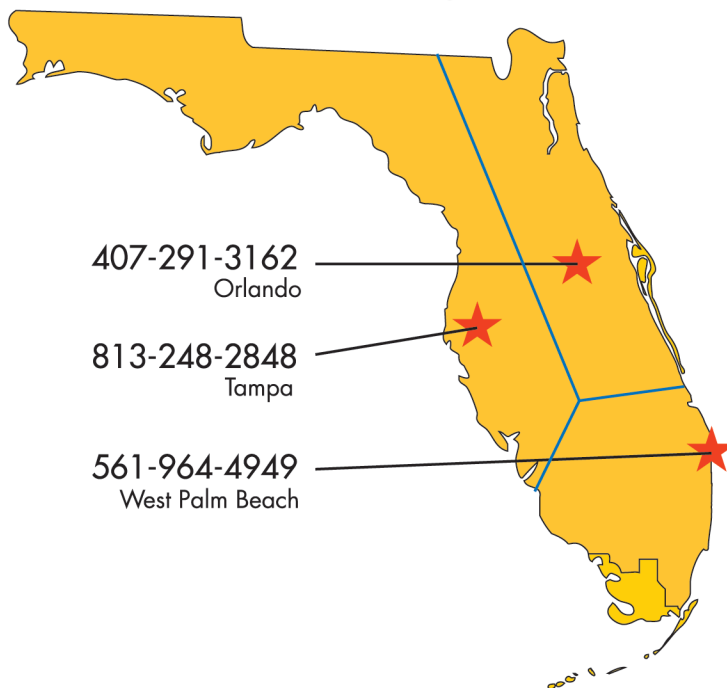 407-291-3162
Orlando
813-248-2848
Tampa
561-964-4949
West Palm Beach